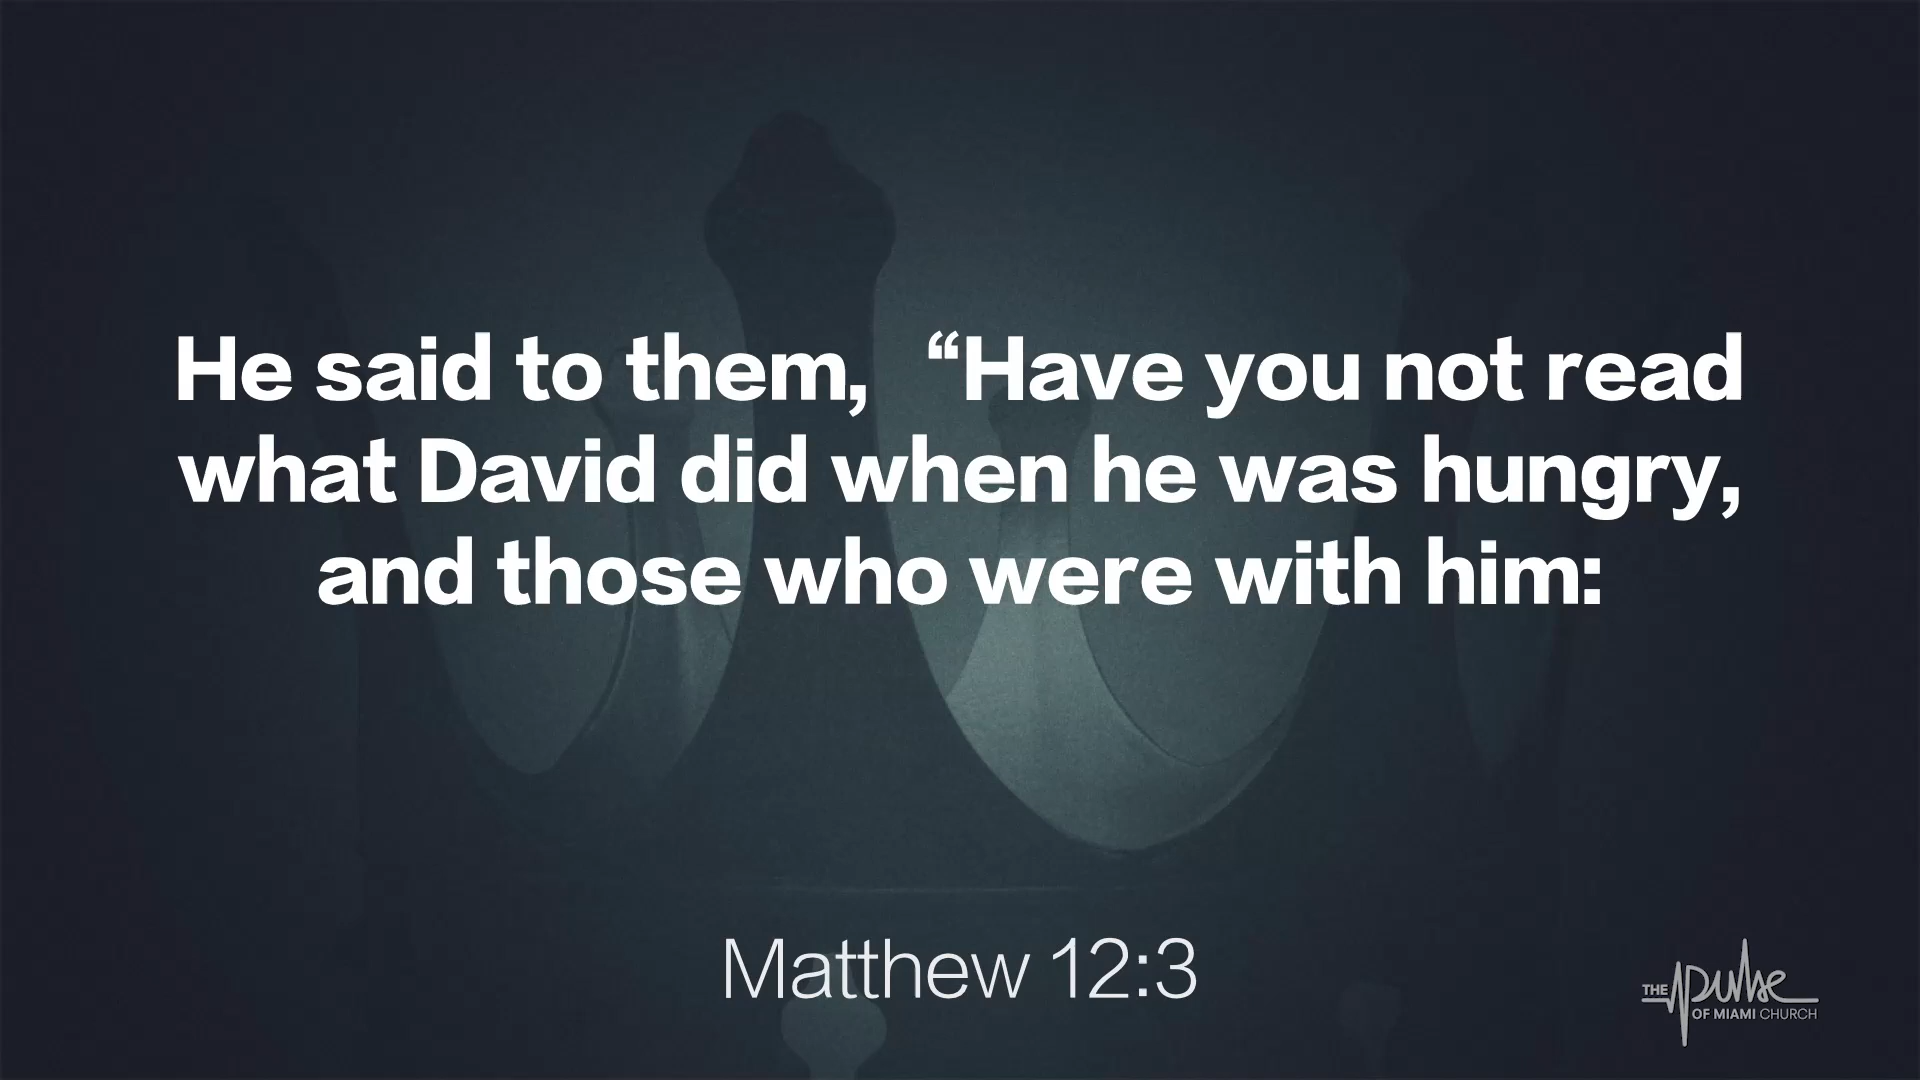 He said to them, “Have you not read
what David did when he was hungry,
and those who were with him:
Matthew 12:3
THE pulse
OF MIAMI CHURCH